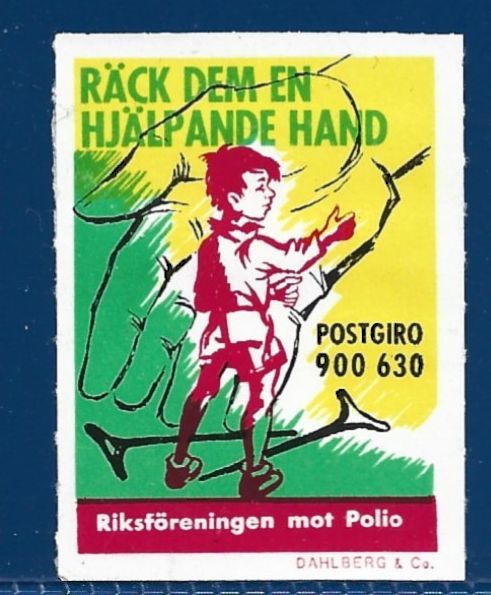 RÄCK DEM EN
HJÄLPANDE HAND
POSTGIRO
900 630
Riksföreningen mot Polio
DAHLBERG & Co.